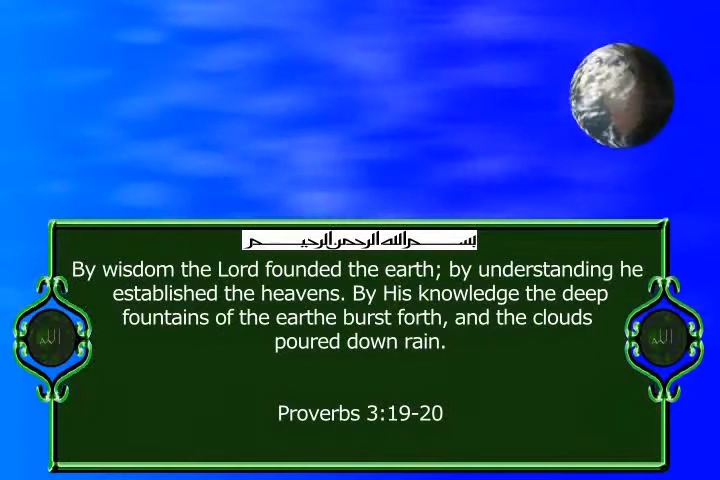 بسم الله الرحمن الرحيم
By wisdom the Lord founded the earth; by understanding he
established the heavens. By His knowledge the deep
fountains of the earthe burst forth, and the clouds
poured down rain.
الله
الله
Proverbs 3:19-20